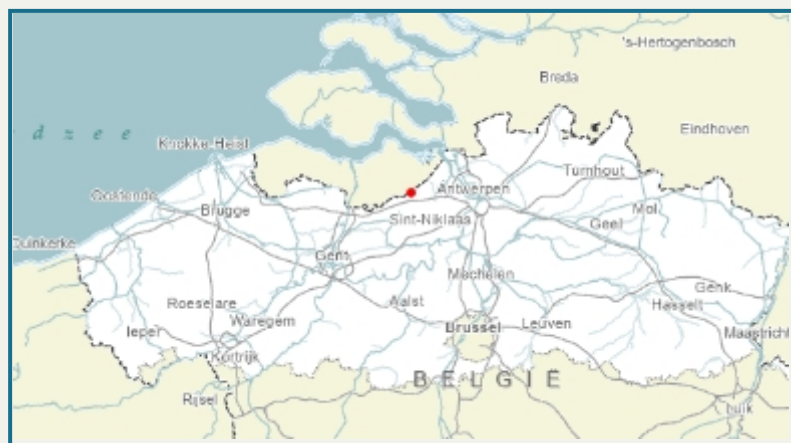 's-Hertogenbosch
Breda
d z e e
Eindhoven
Knokke-Heist
Turnhout
Oostende
Antwerpen
Brugge
Mol
Sint-Niklaas
Geel
Duinkerke
Gent
Mechelen
Genk
Roeselare
Aalst
Hasselt
Waregem
Brussel
Leuven
Ieper
Maastricht
Kortrijk
BELGIË
Rijsel
Luik